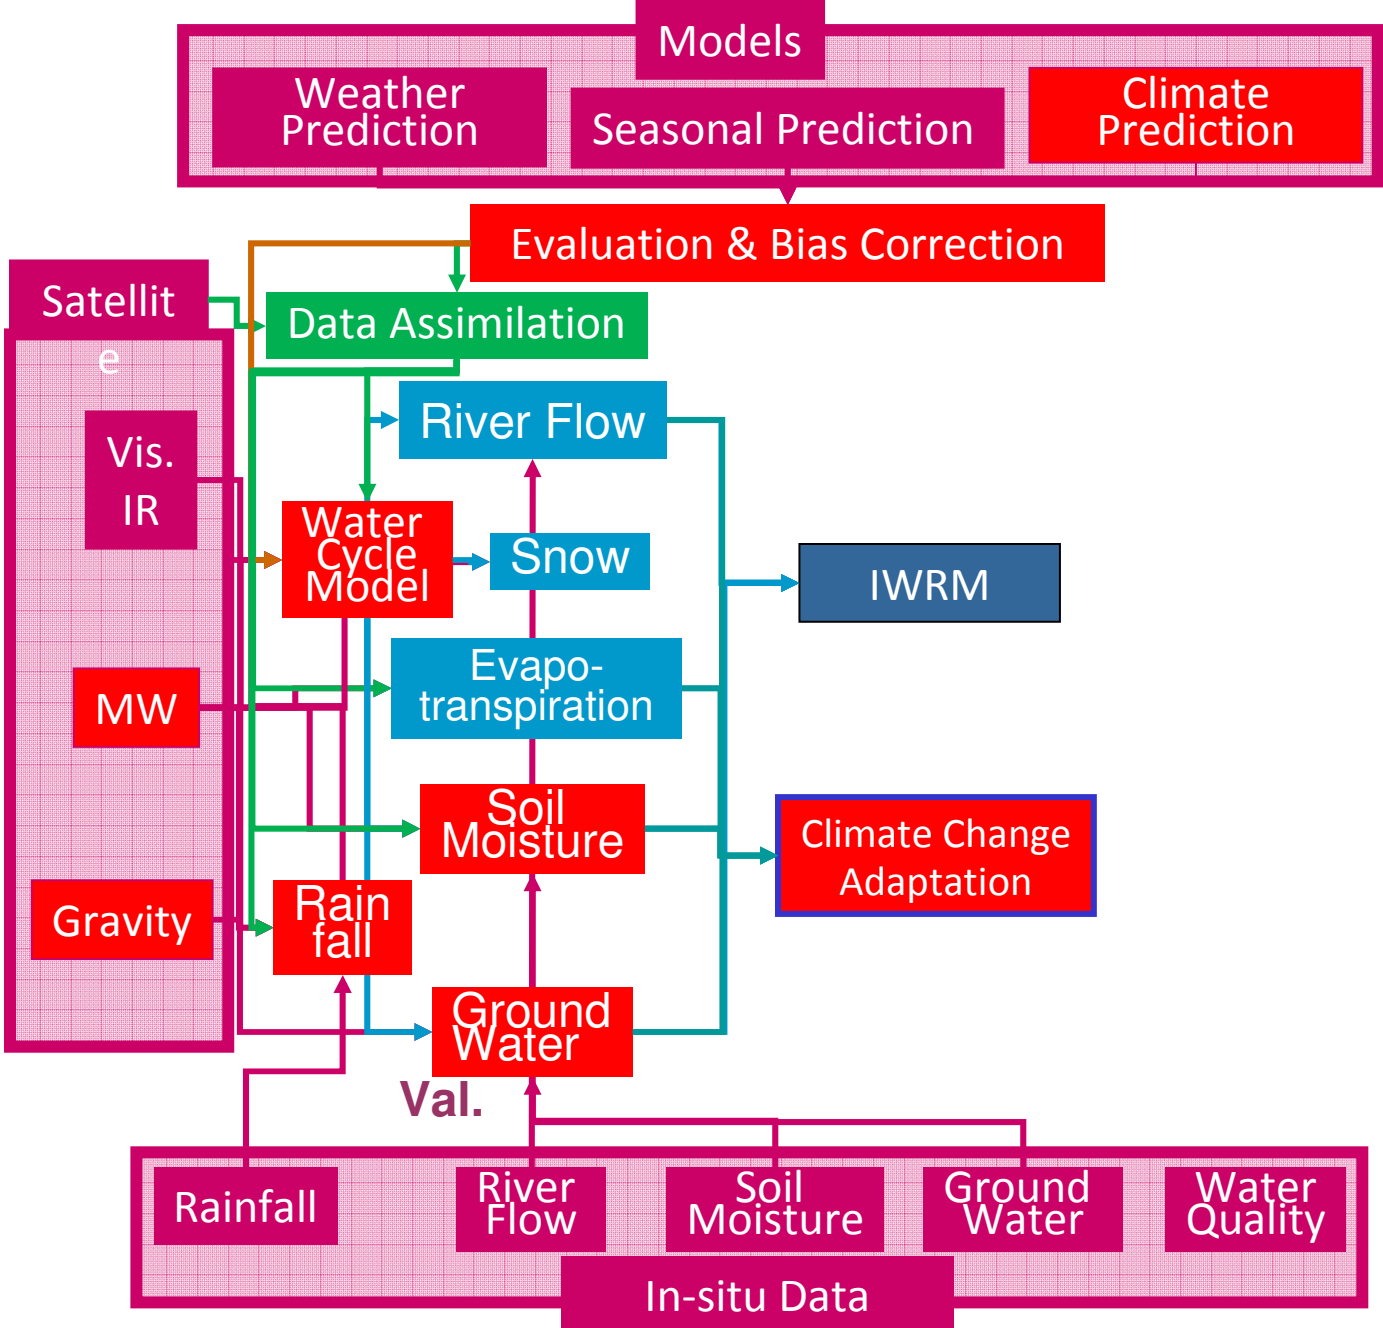 Models
Weather
Prediction
Seasonal Prediction
Climate
Prediction
Evaluation & Bias Correction
Satellit
e
Data Assimilation
River Flow
Vis.
IR
Water
Cycle
Model
Snow
IWRM
Evapo-
transpiration
MW
Soil
Moisture
Climate Change
Adaptation
Rain
fall
Gravity
Ground
Water
Val.
Rainfall
River
Flow
Soil
Moisture
Ground
Water
Water
Quality
In-situ Data